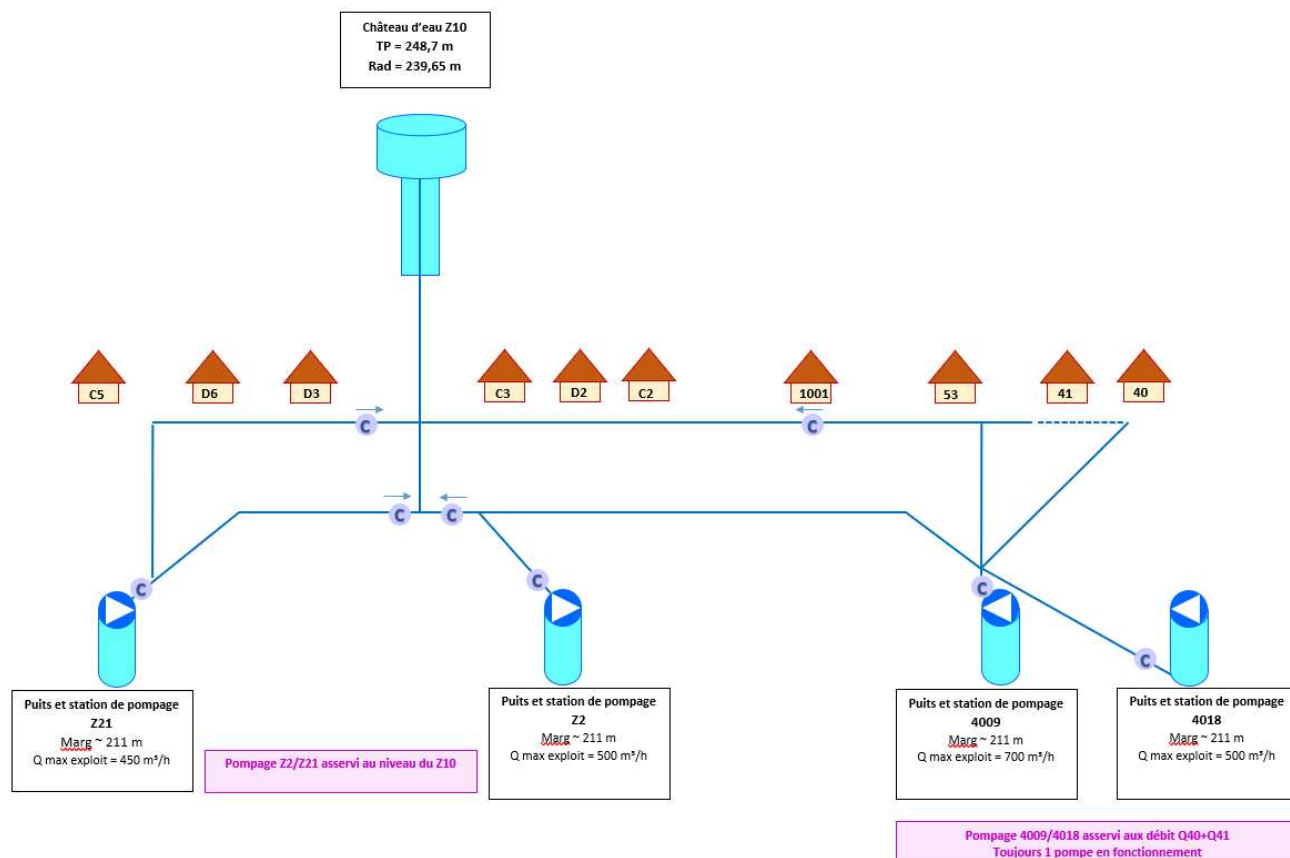 Château d'eau Z10
TP = 248,7 m
Rad = 239,65 m
C5
D6
D3
C3
D2
C2
1001
53
41
40
C
C
C
C
C
C
C
C
Puits et station de pompage
Z21
Marg ~ 211 m
Q max exploit = 450 m³/h
Pompage Z2/Z21 asservi au niveau du Z10
Puits et station de pompage
Z2
Marg ~ 211 m
Q max exploit = 500 m³/h
Puits et station de pompage
4009
Marg ~ 211 m
Q max exploit = 700 m³/h
Puits et station de pompage
4018
Marg ~ 211 m
Q max exploit = 500 m³/h
Pompage 4009/4018 asservi aux débit Q40+Q41
Toujours 1 pompe en fonctionnement